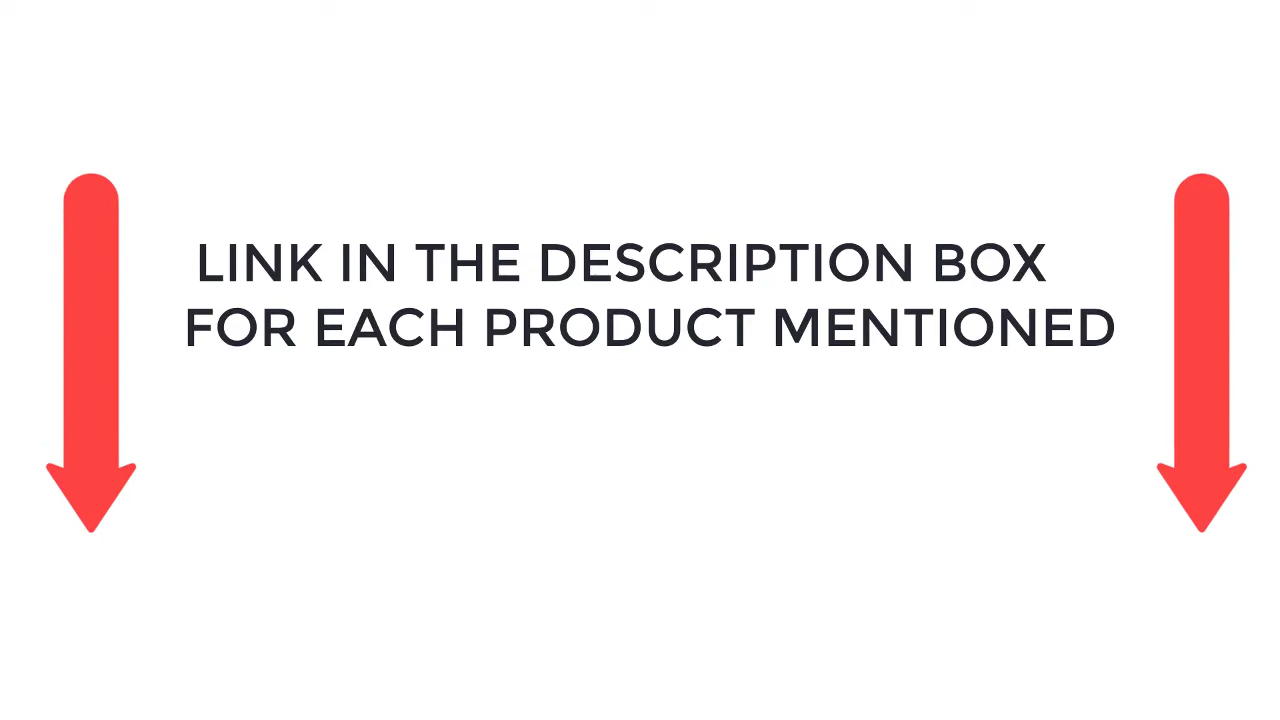 LINK IN THE DESCRIPTION BOX
FOR EACH PRODUCT MENTIONED